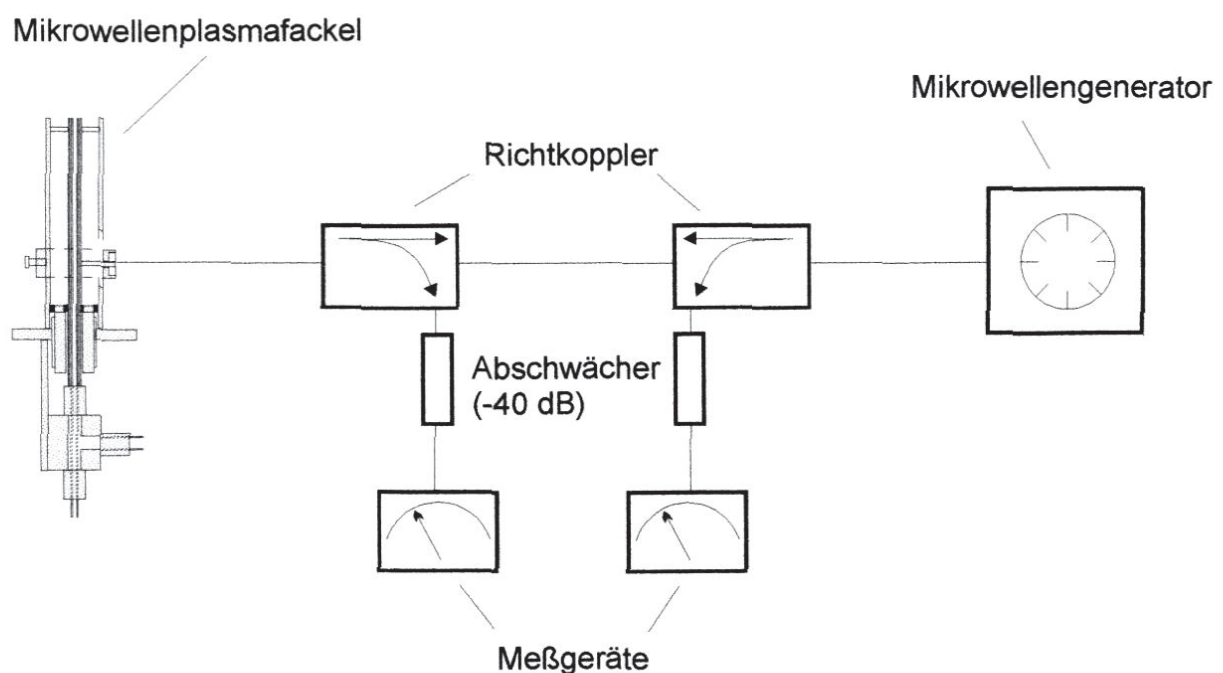 Mikrowellenplasmafackel
Mikrowellengenerator
Richtkoppler
Abschwächer
(-40 dB)
Meßgeräte